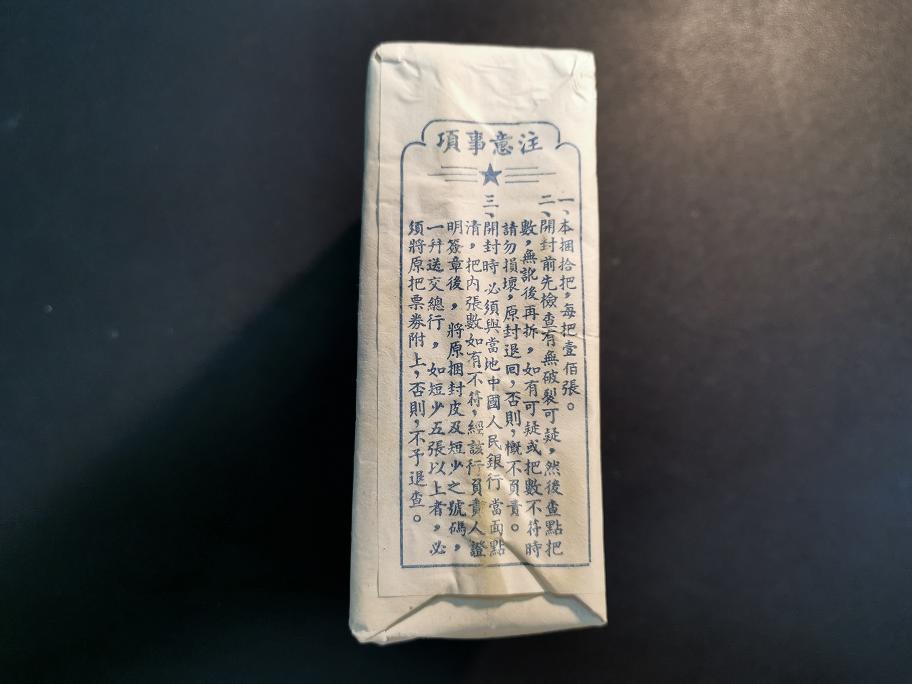 注意事項
一、本捆拾把，每把壹佰張。
二、開封前先檢查有無破裂可疑，然後查點把
數，無訛後再拆，如有可疑或把數不符時
請勿損壞，原封退回，否則，概不負責。
三、開封時必須與當地中國人民銀行當面點
清，把内張數如有不符，經該行負責人證
明簽章後，將原捆封皮及短少之號碼，
一幷送交總行，如短少五張以上者，必
須將原把票券附上，否則，不予退查。